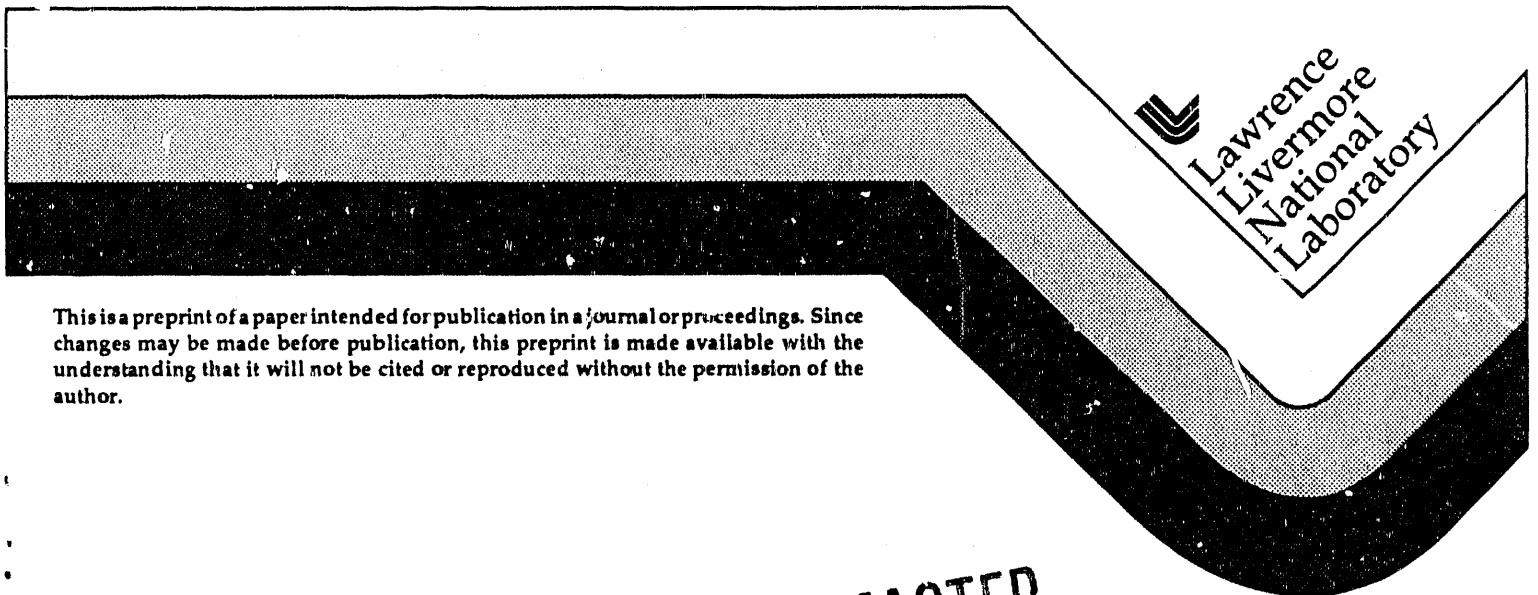 Lawrence
Livermore
National
Laboratory
This is a preprint of a paper intended for publication in a journal or proceedings. Since
changes may be made before publication, this preprint is made available with the
understanding that it will not be cited or reproduced without the permission of the
author.